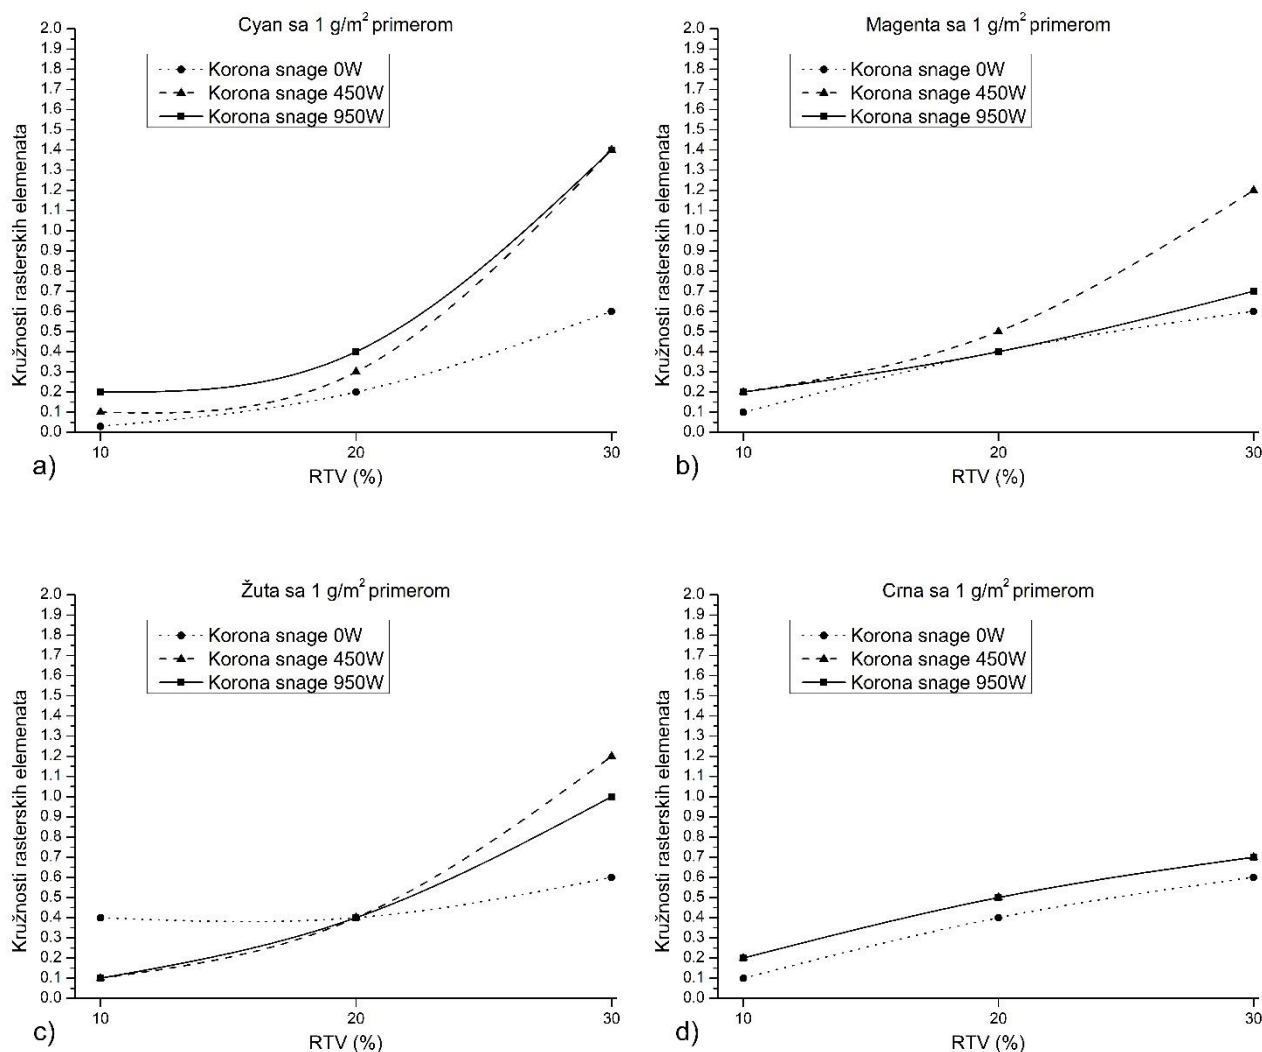 Cyan sa 1 g/m² primerom
Korona snage 0W
Korona snage 450W
Korona snage 950W
Kružnosti rasterskih elemenata
2.0
1.9
1.8
1.7
1.6
1.5
1.4
1.3
1.2
1.1
1.0
0.9
0.8
0.7
0.6
0.5
0.4
0.3
0.2
0.1
0.0
10 20 30
RTV (%)
a)
Magenta sa 1 g/m² primerom
Korona snage 0W
Korona snage 450W
Korona snage 950W
Kružnosti rasterskih elemenata
2.0
1.9
1.8
1.7
1.6
1.5
1.4
1.3
1.2
1.1
1.0
0.9
0.8
0.7
0.6
0.5
0.4
0.3
0.2
0.1
0.0
10 20 30
RTV (%)
b)
Žuta sa 1 g/m² primerom
Korona snage 0W
Korona snage 450W
Korona snage 950W
Kružnosti rasterskih elemenata
2.0
1.9
1.8
1.7
1.6
1.5
1.4
1.3
1.2
1.1
1.0
0.9
0.8
0.7
0.6
0.5
0.4
0.3
0.2
0.1
0.0
10 20 30
RTV (%)
c)
Crna sa 1 g/m² primerom
Korona snage 0W
Korona snage 450W
Korona snage 950W
Kružnosti rasterskih elemenata
2.0
1.9
1.8
1.7
1.6
1.5
1.4
1.3
1.2
1.1
1.0
0.9
0.8
0.7
0.6
0.5
0.4
0.3
0.2
0.1
0.0
10 20 30
RTV (%)
d)